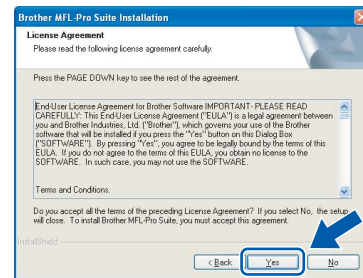 Brother MFL-Pro Suite Installation
License Agreement
Please read the following license agreement carefully.
Press the PAGE DOWN key to see the rest of the agreement.
End-User License Agreement for Brother Software IMPORTANT- PLEASE READ
CAREFULLY: This End-User License Agreement ("EULA") is a legal agreement between
you and Brother Industries, Ltd. ("Brother"), which governs your use of the Brother
software that will be installed if you press the "Yes" button on this Dialog Box
("SOFTWARE"). By pressing "Yes", you agree to be legally bound by the terms of this
EULA. If you do not agree to the terms of this EULA, you obtain no license to the
SOFTWARE. In such case, you may not use the SOFTWARE.
Terms and Conditions.
Do you accept all the terms of the preceding License Agreement? If you select No, the setup
will close. To install Brother MFL-Pro Suite, you must accept this agreement.
InstallShield
< Back Yes No